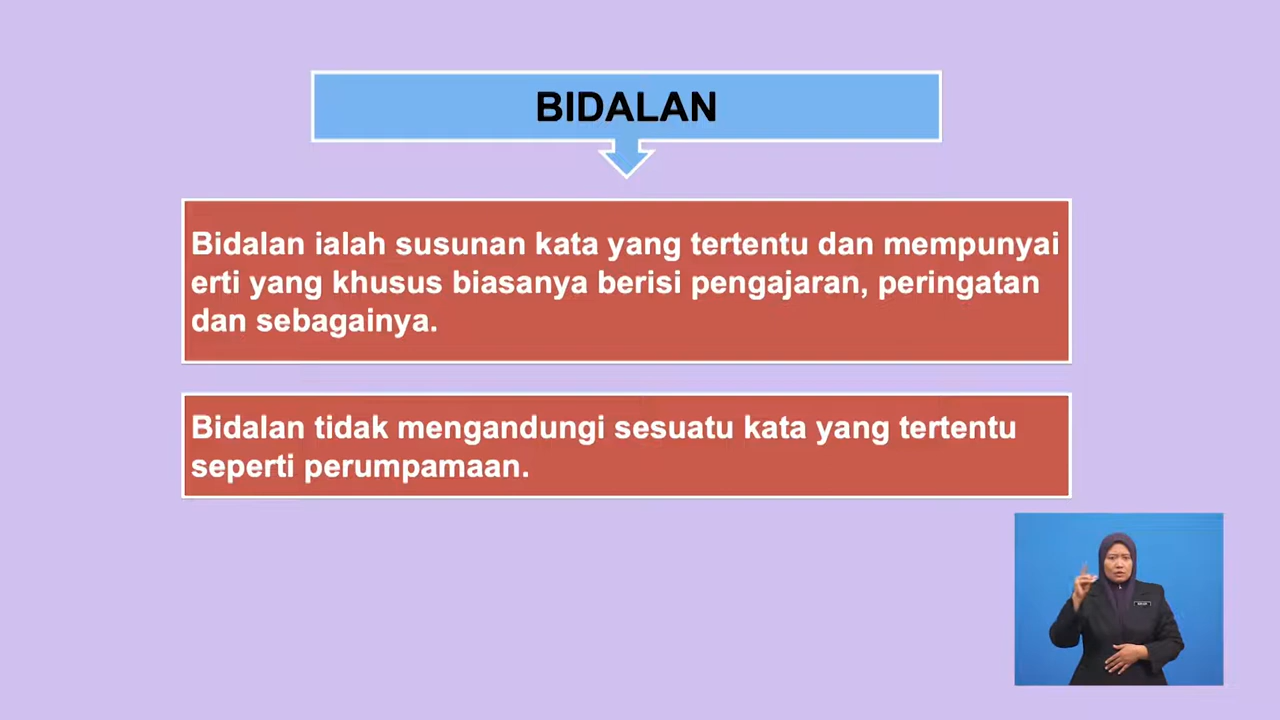 BIDALAN
Bidalan ialah susunan kata yang tertentu dan mempunyai
erti yang khusus biasanya berisi pengajaran, peringatan
dan sebagainya.
Bidalan tidak mengandungi sesuatu kata yang tertentu
seperti perumpamaan.